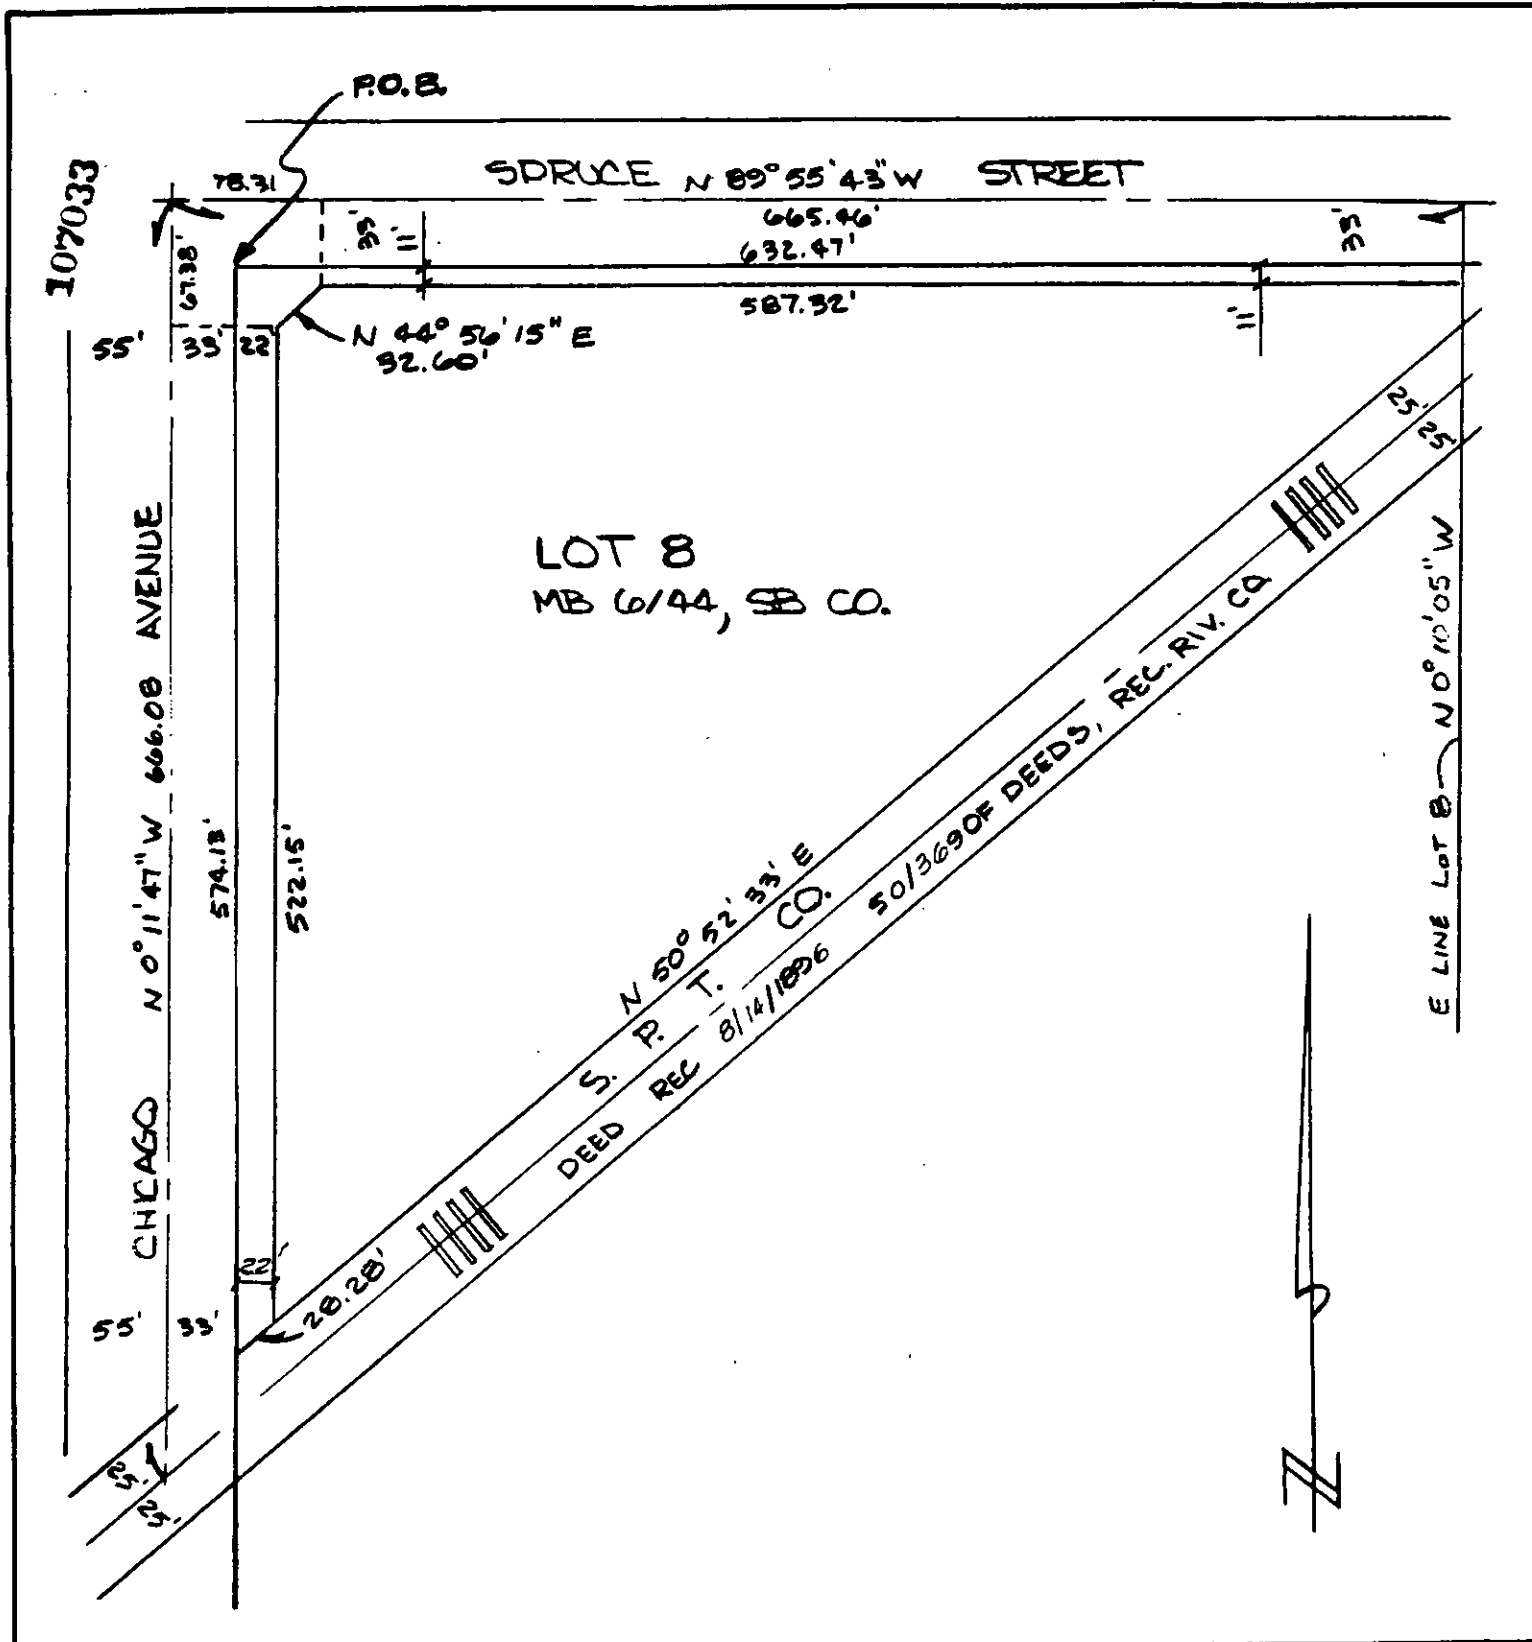 P.O.B.
107033
78.31
SPRUCE N 89° 55' 43" W STREET
665.46'
632.47'
587.32'
35'
11'
35'
11'
67.38'
55' 33' 22'
N 44° 56' 15" E
32.60'
LOT 8
MB 6/44, SB CO.
CHICAGO N 0° 11' 47" W 666.08 AVENUE
574.13'
522.15'
25'
25
N 50° 52' 33' E
S. P. T. CO.
DEED REC 8/14/1896 50/369 OF DEEDS, REC. RIV. CO.
E LINE LOT 8 N 0° 10' 05" W
22'
28.28'
55' 33'
25'
25'
N